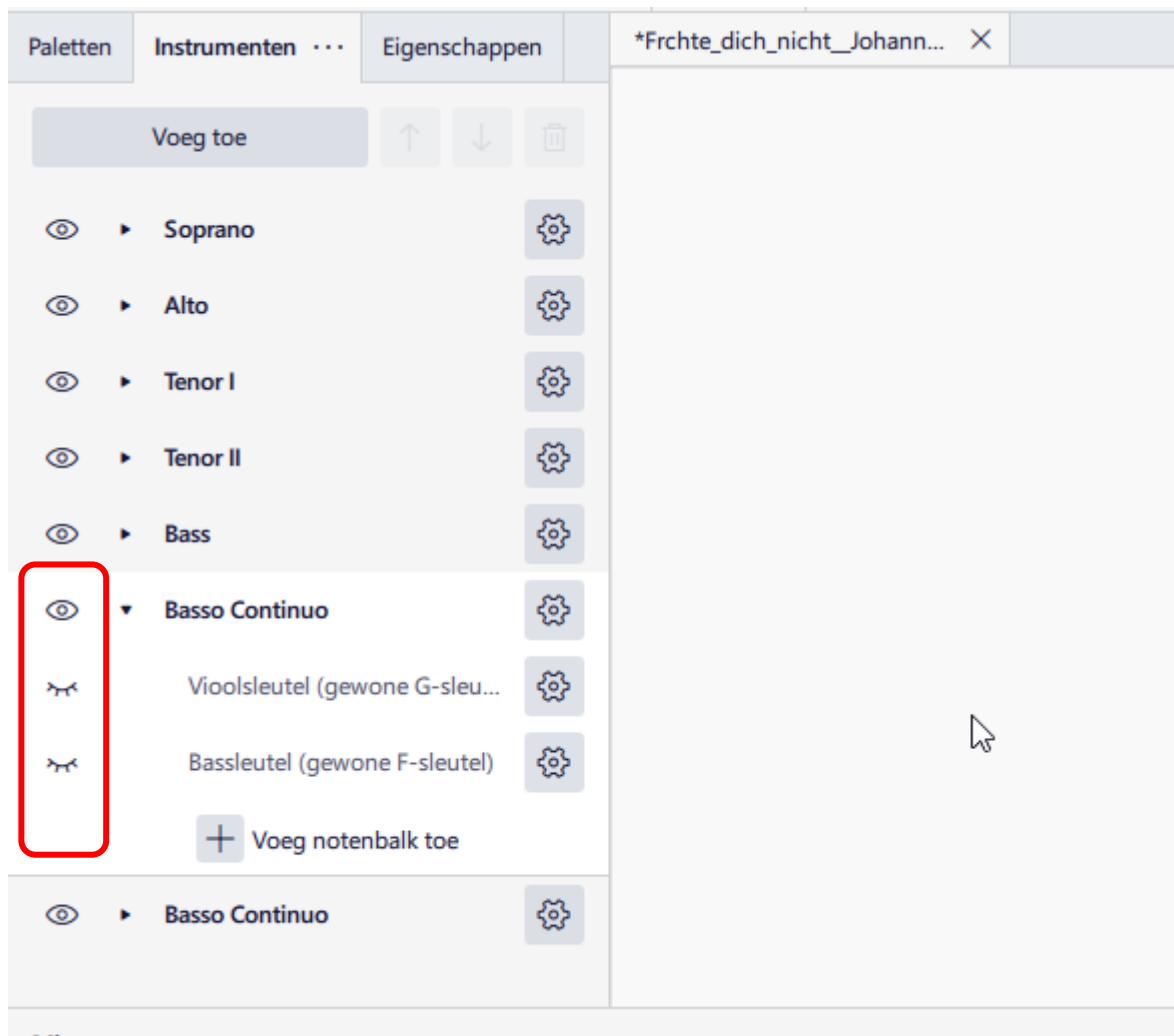 Paletten Instrumenten ··· Eigenschappen *Frchte_dich_nicht__Johann...
Voeg toe
Soprano
Alto
Tenor I
Tenor II
Bass
Basso Continuo
Vioolsleutel (gewone G-sleu...
Bassleutel (gewone F-sleutel)
Voeg notenbalk toe
Basso Continuo